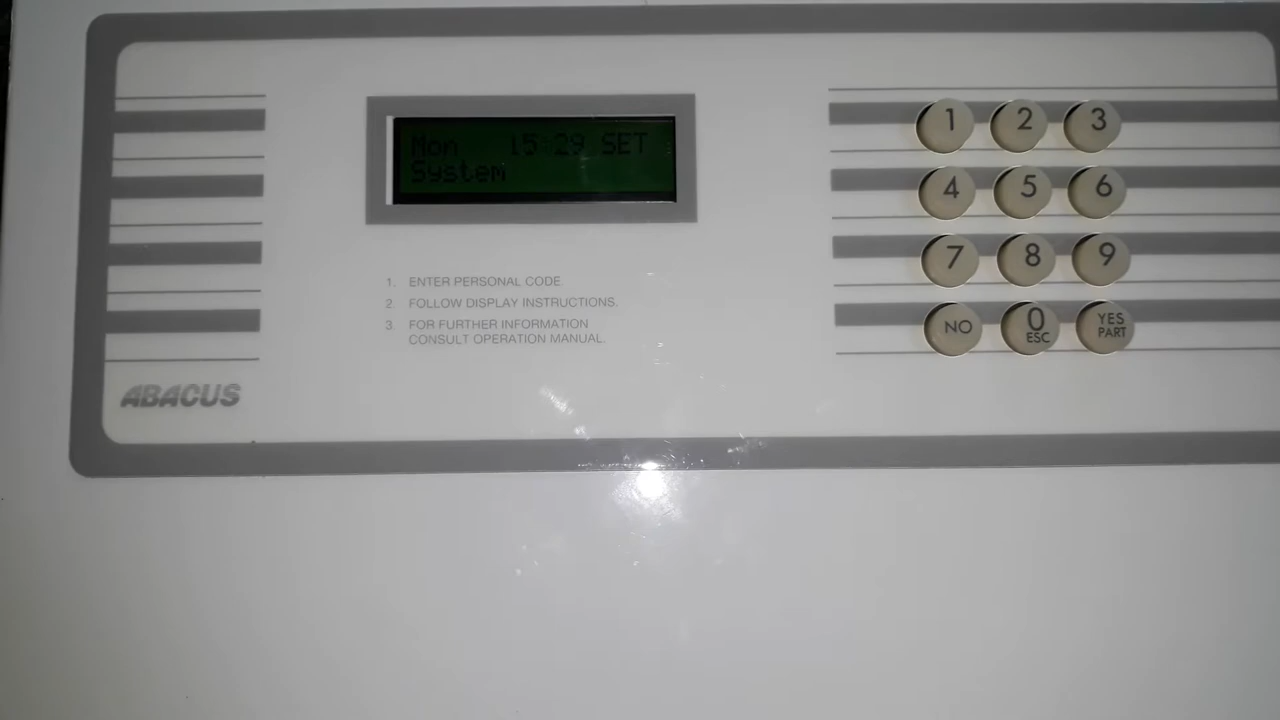 Mon 15:29 SET
System
1. ENTER PERSONAL CODE
2. FOLLOW DISPLAY INSTRUCTIONS.
3 FOR FURTHER INFORMATION
CONSULT OPERATION MANUAL.
ABACUS
1 2 3
4 5 6
7 8 9
NO 0 ESC YES PART